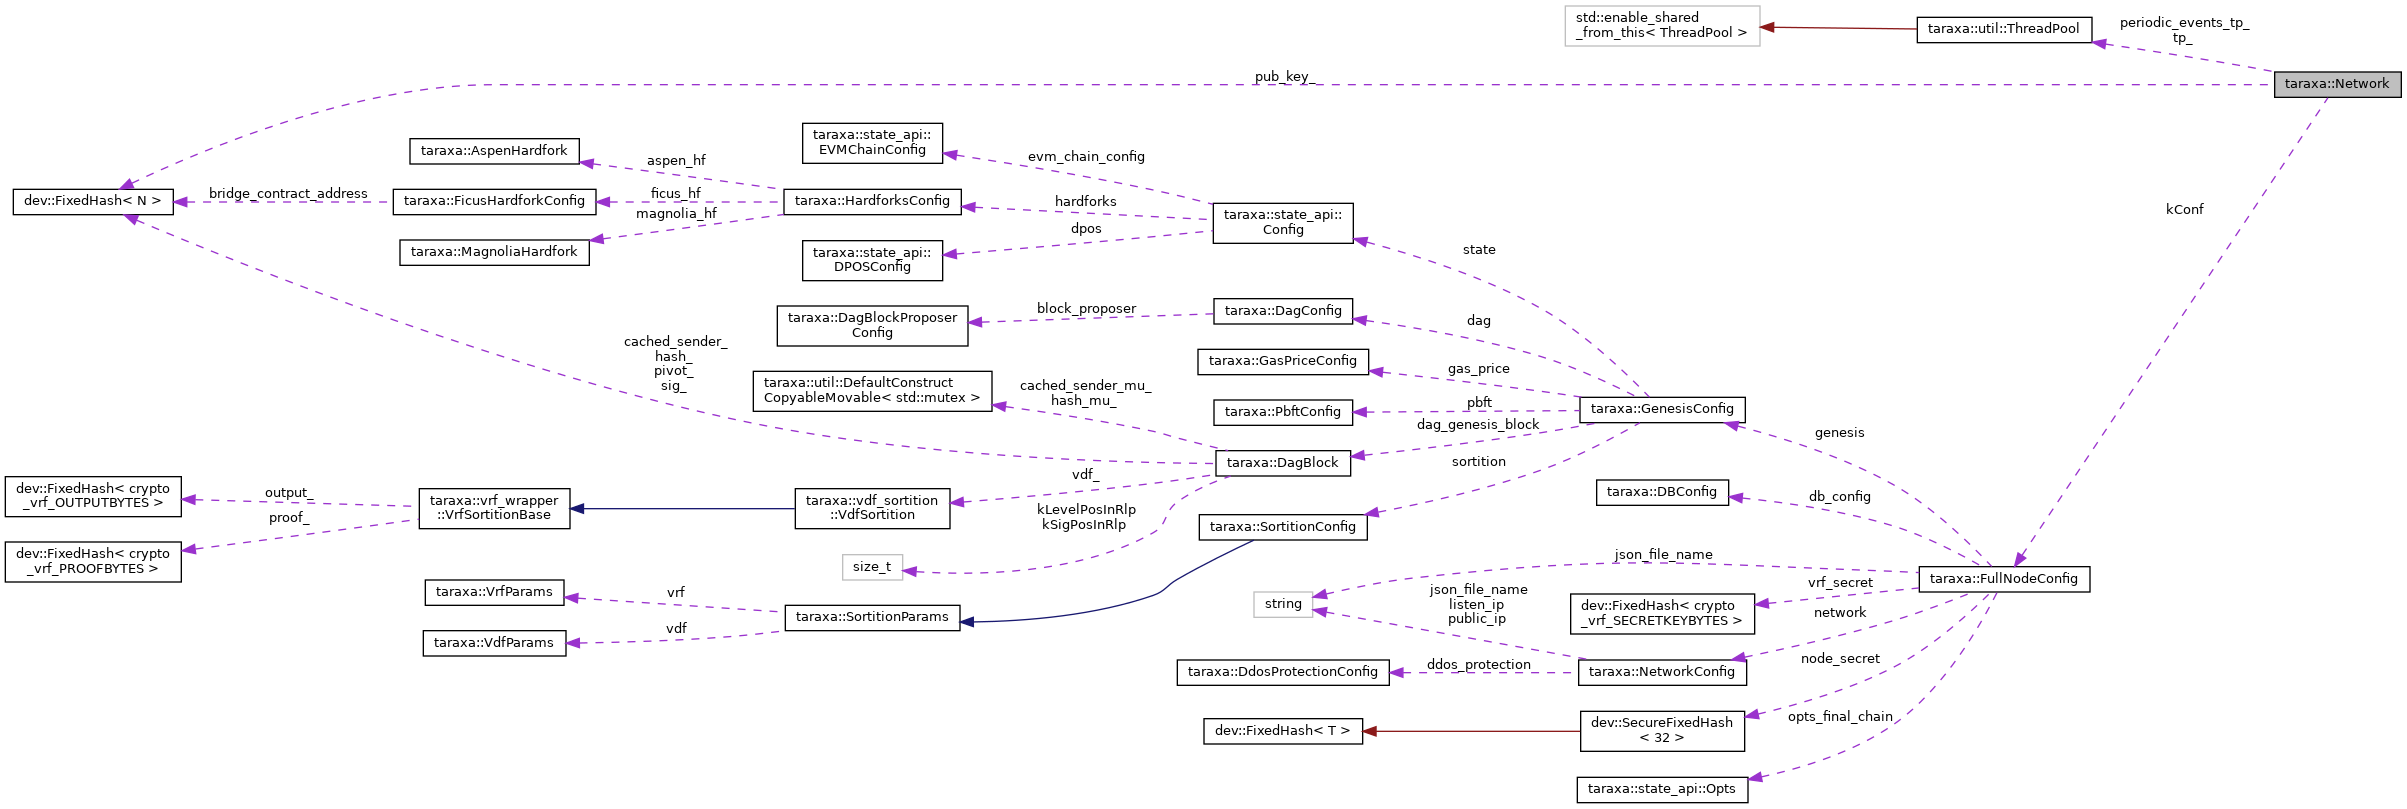 std::enable_shared
_from_this< ThreadPool >
taraxa::util::ThreadPool
periodic_events_tp_
tp_
pub_key_
taraxa::Network
taraxa::state_api::
EVMChainConfig
taraxa::AspenHardfork
aspen_hf
evm_chain_config
dev::FixedHash< N >
bridge_contract_address
taraxa::FicusHardforkConfig
ficus_hf
taraxa::HardforksConfig
hardforks
taraxa::state_api::
Config
kConf
magnolia_hf
dpos
taraxa::MagnoliaHardfork
taraxa::state_api::
DPOSConfig
state
taraxa::DagBlockProposer
Config
block_proposer
taraxa::DagConfig
dag
cached_sender_
hash_
pivot_
sig_
taraxa::GasPriceConfig
gas_price
taraxa::util::DefaultConstruct
CopyableMovable< std::mutex >
cached_sender_mu_
hash_mu_
taraxa::PbftConfig
pbft
taraxa::GenesisConfig
dag_genesis_block
genesis
taraxa::DagBlock
sortition
dev::FixedHash< crypto
_vrf_OUTPUTBYTES >
output_
taraxa::vrf_wrapper
::VrfSortitionBase
taraxa::vdf_sortition
::VdfSortition
vdf_
taraxa::DBConfig
db_config
proof_
kLevelPosInRlp
kSigPosInRlp
taraxa::SortitionConfig
dev::FixedHash< crypto
_vrf_PROOFBYTES >
size_t
json_file_name
taraxa::FullNodeConfig
taraxa::VrfParams
vrf
string
json_file_name
listen_ip
public_ip
dev::FixedHash< crypto
_vrf_SECRETKEYBYTES >
vrf_secret
network
taraxa::SortitionParams
vdf
taraxa::VdfParams
taraxa::DdosProtectionConfig
ddos_protection
taraxa::NetworkConfig
node_secret
dev::FixedHash< T >
dev::SecureFixedHash
< 32 >
opts_final_chain
taraxa::state_api::Opts